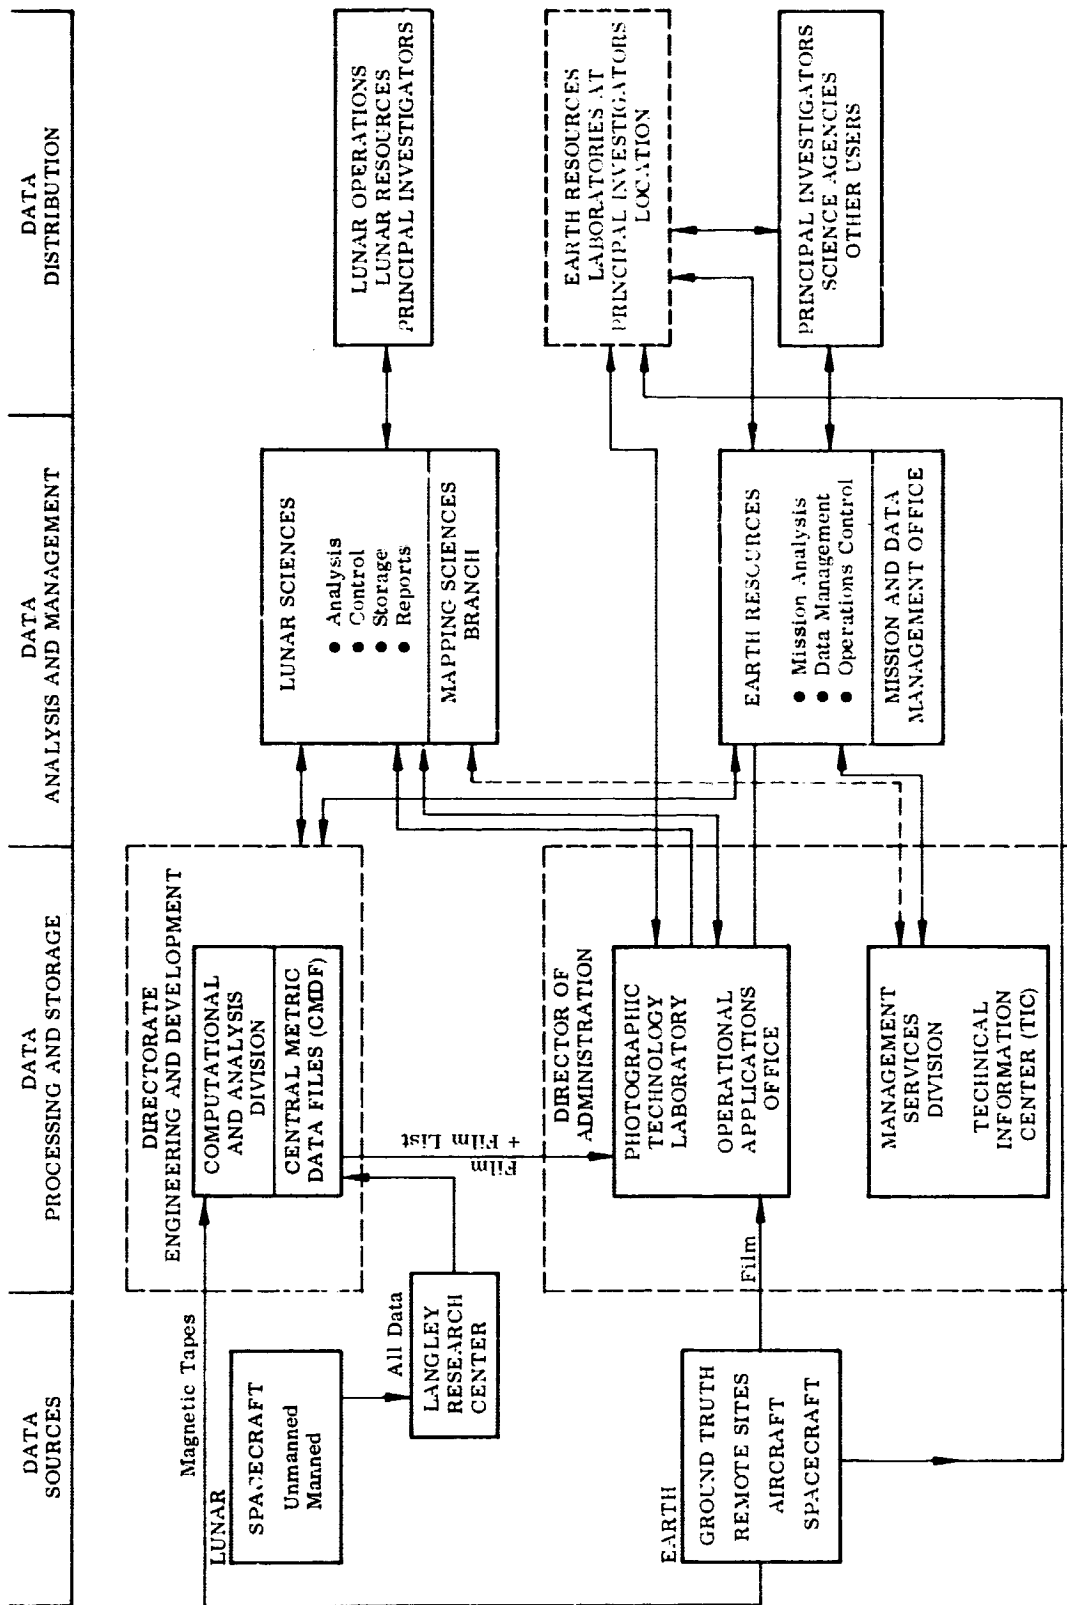 DATA
SOURCES
DATA
PROCESSING AND STORAGE
DATA
ANALYSIS AND MANAGEMENT
DATA
DISTRIBUTION
Magnetic Tapes
LUNAR
SPACECRAFT
Unmanned
Manned
All Data
LANGLEY
RESEARCH
CENTER
EARTH
GROUND TRUTH
REMOTE SITES
AIRCRAFT
SPACECRAFT
DIRECTORATE
ENGINEERING AND DEVELOPMENT
COMPUTATIONAL
AND ANALYSIS
DIVISION
CENTRAL METRIC
DATA FILES (CMDF)
Film
+ Film List
Film
DIRECTOR OF
ADMINISTRATION
PHOTOGRAPHIC
TECHNOLOGY
LABORATORY
OPERATIONAL
APPLICATIONS
OFFICE
MANAGEMENT
SERVICES
DIVISION
TECHNICAL
INFORMATION
CENTER (TIC)
LUNAR SCIENCES
● Analysis
● Control
● Storage
● Reports
MAPPING SCIENCES
BRANCH
EARTH RESOURCES
● Mission Analysis
● Data Management
● Operations Control
MISSION AND DATA
MANAGEMENT OFFICE
LUNAR OPERATIONS
LUNAR RESOURCES
PRINCIPAL INVESTIGATORS
EARTH RESOURCES
LABORATORIES AT
PRINCIPAL INVESTIGATORS
LOCATION
PRINCIPAL INVESTIGATORS
SCIENCE AGENCIES
OTHER USERS